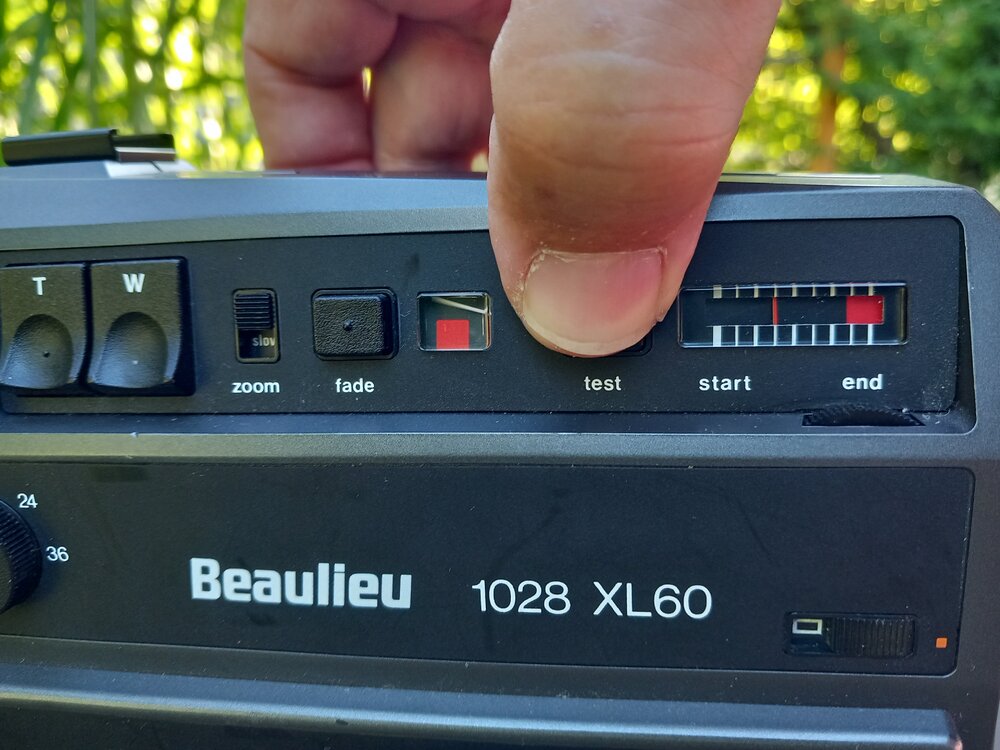 T W
slow
zoom fade test start end
24
36
Beaulieu 1028 XL60